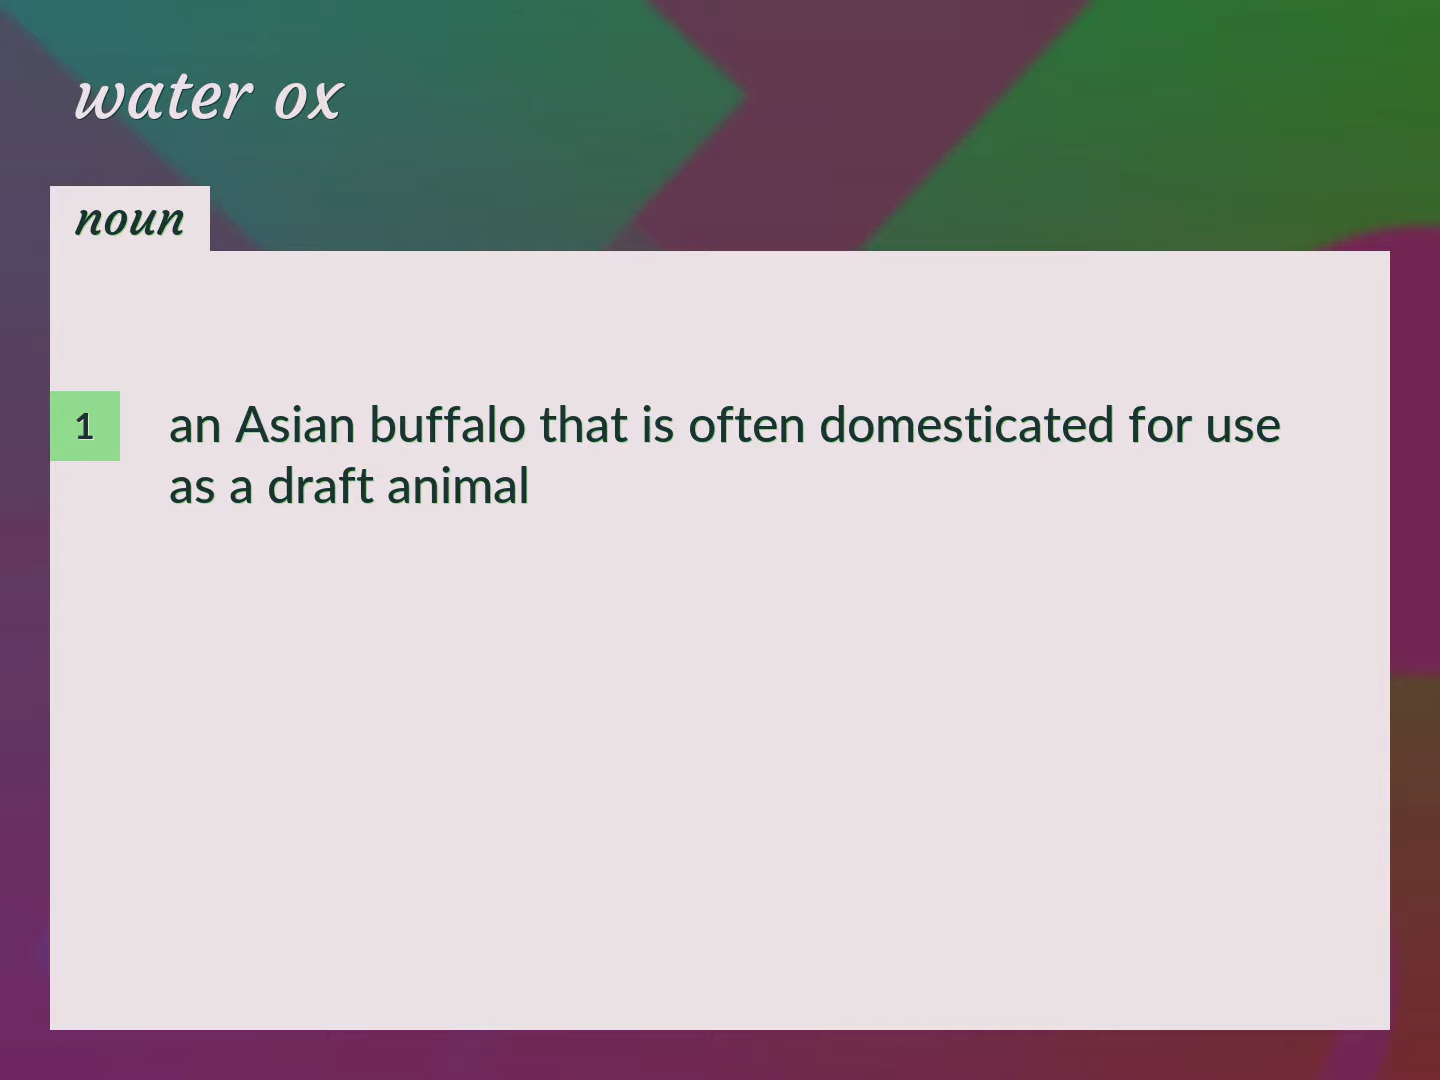 water ox
noun
1
an Asian buffalo that is often domesticated for use
as a draft animal